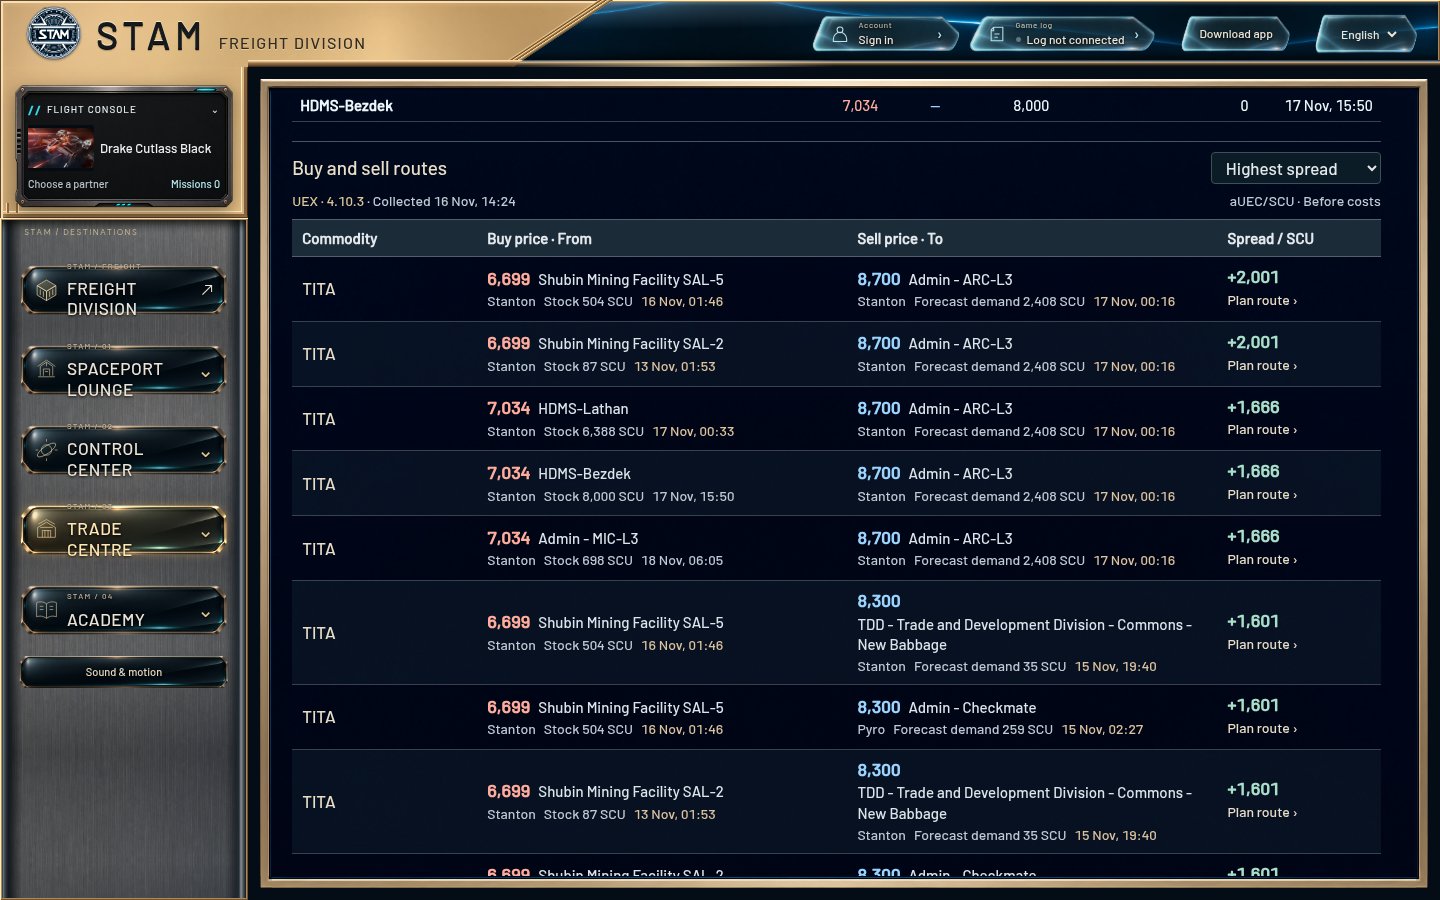 STAM
STAM FREIGHT DIVISION
Account
Sign in
Game log
Log not connected
Download app
English
// FLIGHT CONSOLE
Drake Cutlass Black
Choose a partner Missions 0
STAM / DESTINATIONS
STAM / FREIGHT
FREIGHT
DIVISION
STAM / 01
SPACEPORT
LOUNGE
STAM / 02
CONTROL
CENTER
STAM / 03
TRADE
CENTRE
STAM / 04
ACADEMY
Sound & motion
HDMS-Bezdek 7,034 — 8,000 0 17 Nov, 15:50
Buy and sell routes Highest spread
UEX · 4.10.3 · Collected 16 Nov, 14:24 aUEC/SCU · Before costs
Commodity Buy price · From Sell price · To Spread / SCU
TITA
6,699 Shubin Mining Facility SAL-5
Stanton Stock 504 SCU 16 Nov, 01:46
8,700 Admin - ARC-L3
Stanton Forecast demand 2,408 SCU 17 Nov, 00:16
+2,001
Plan route ›
TITA
6,699 Shubin Mining Facility SAL-2
Stanton Stock 87 SCU 13 Nov, 01:53
8,700 Admin - ARC-L3
Stanton Forecast demand 2,408 SCU 17 Nov, 00:16
+2,001
Plan route ›
TITA
7,034 HDMS-Lathan
Stanton Stock 6,388 SCU 17 Nov, 00:33
8,700 Admin - ARC-L3
Stanton Forecast demand 2,408 SCU 17 Nov, 00:16
+1,666
Plan route ›
TITA
7,034 HDMS-Bezdek
Stanton Stock 8,000 SCU 17 Nov, 15:50
8,700 Admin - ARC-L3
Stanton Forecast demand 2,408 SCU 17 Nov, 00:16
+1,666
Plan route ›
TITA
7,034 Admin - MIC-L3
Stanton Stock 698 SCU 18 Nov, 06:05
8,700 Admin - ARC-L3
Stanton Forecast demand 2,408 SCU 17 Nov, 00:16
+1,666
Plan route ›
TITA
6,699 Shubin Mining Facility SAL-5
Stanton Stock 504 SCU 16 Nov, 01:46
8,300
TDD - Trade and Development Division - Commons -
New Babbage
Stanton Forecast demand 35 SCU 15 Nov, 19:40
+1,601
Plan route ›
TITA
6,699 Shubin Mining Facility SAL-5
Stanton Stock 504 SCU 16 Nov, 01:46
8,300 Admin - Checkmate
Pyro Forecast demand 259 SCU 15 Nov, 02:27
+1,601
Plan route ›
TITA
6,699 Shubin Mining Facility SAL-2
Stanton Stock 87 SCU 13 Nov, 01:53
8,300
TDD - Trade and Development Division - Commons -
New Babbage
Stanton Forecast demand 35 SCU 15 Nov, 19:40
+1,601
Plan route ›
6,699 Shubin Mining Facility SAL-2 8,300 Admin - Checkmate +1,601